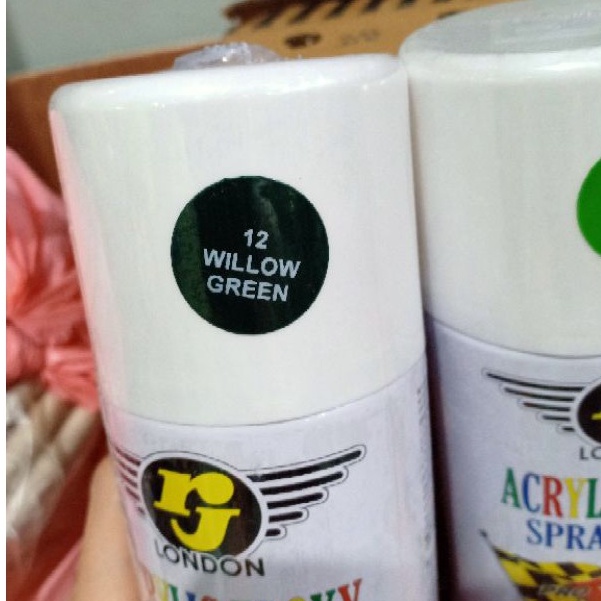 12
WILLOW
GREEN
rj
LONDON
ACRYL
SPRA